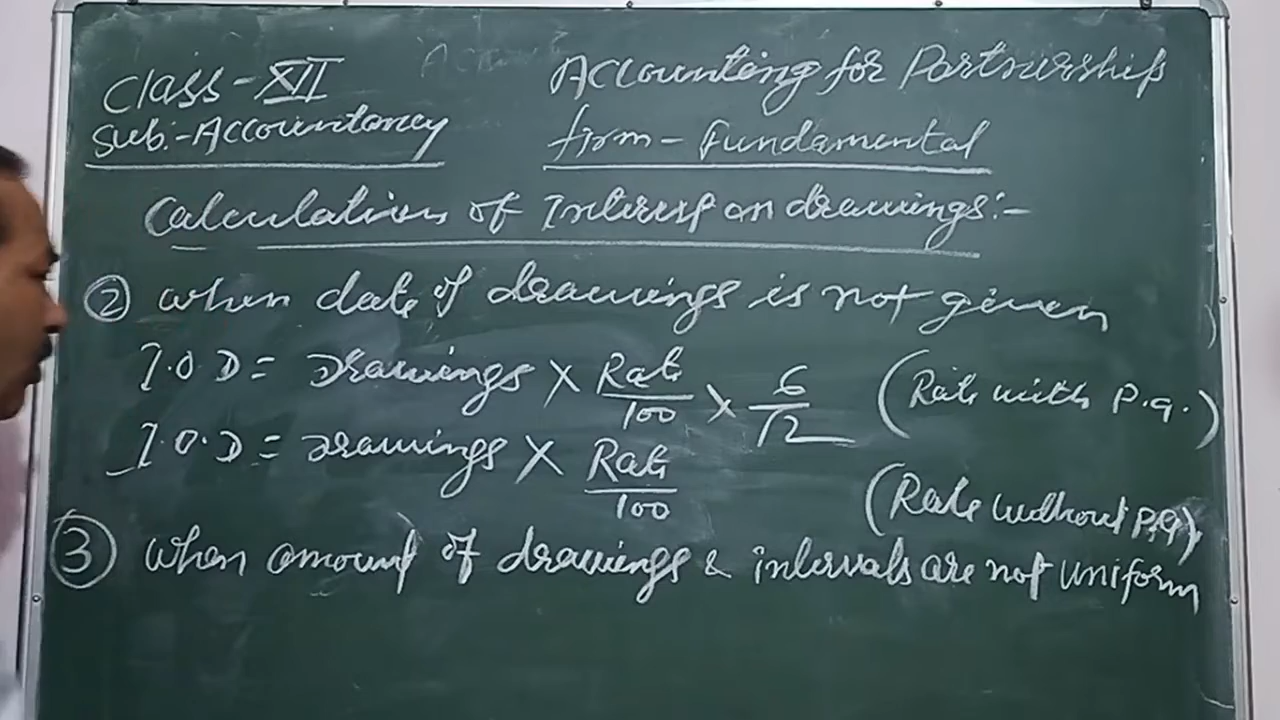 Class-XII
Sub:-Accountancy
Accounting for Partnership
firm - Fundamental
Calculation of Interest on drawings:-
② When date of drawings is not given
I.O.D = Drawings × Rate/100 × 6/12 (Rate with P.a.)
I.O.D = Drawings × Rate/100 (Rate without P.a),
③ When amount of drawings & intervals are not uniform